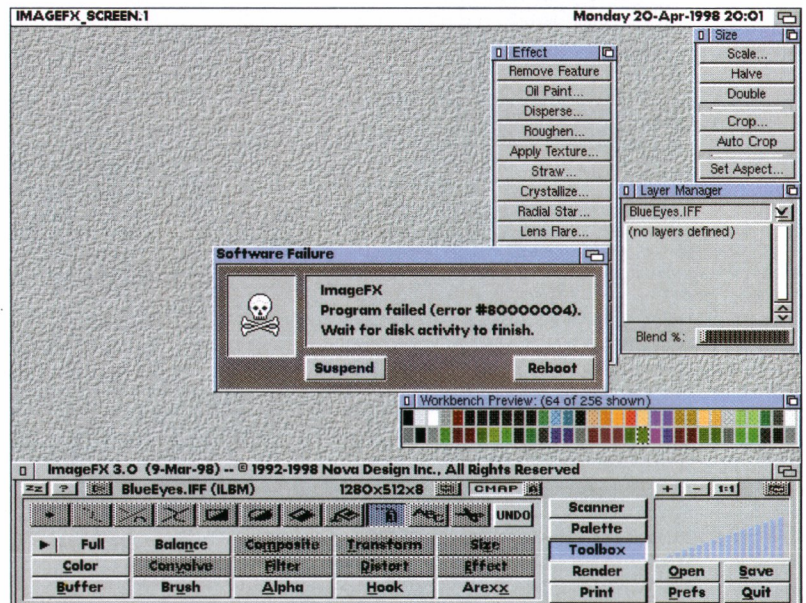 IMAGEFX_SCREEN.1 Monday 20-Apr-1998 20:01
Size
Scale...
Halve
Double
Crop...
Auto Crop
Set Aspect...
Effect
Remove Feature
Oil Paint...
Disperse...
Roughen...
Apply Texture...
Straw...
Crystallize...
Radial Star...
Lens Flare...
Layer Manager
BlueEyes.IFF
(no layers defined)
Blend %:
Software Failure
ImageFX
Program failed (error #80000004).
Wait for disk activity to finish.
Suspend Reboot
Workbench Preview: (64 of 256 shown)
ImageFX 3.0 (9-Mar-98) -- © 1992-1998 Nova Design Inc., All Rights Reserved
zz ? BlueEyes.IFF (ILBM) 1280x512x8 CMAP + - 1:1
ABC UNDO
Full Balance Composite Transform Size
Color Convolve Filter Distort Effect
Buffer Brush Alpha Hook Arexx
Scanner
Palette
Toolbox
Render
Print
Open Save
Prefs Quit